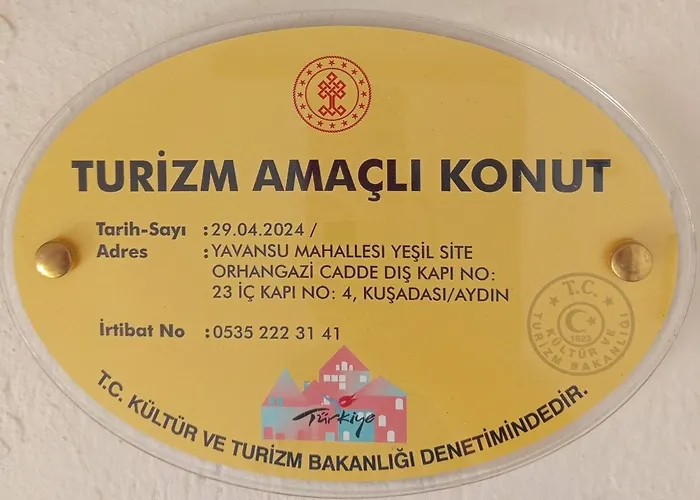 TURİZM AMAÇLI KONUT
Tarih-Sayı : 29.04.2024 /
Adres : YAVANSU MAHALLESI YEŞİL SİTE
ORHANGAZİ CADDE DIŞ KAPI NO:
23 İÇ KAPI NO: 4, KUŞADASI/AYDIN
İrtibat No : 0535 222 31 41
T.C.
1923
KÜLTÜR VE
TURİZM BAKANLIĞI
Türkiye
T.C. KÜLTÜR VE TURİZM BAKANLIĞI DENETİMİNDEDİR.